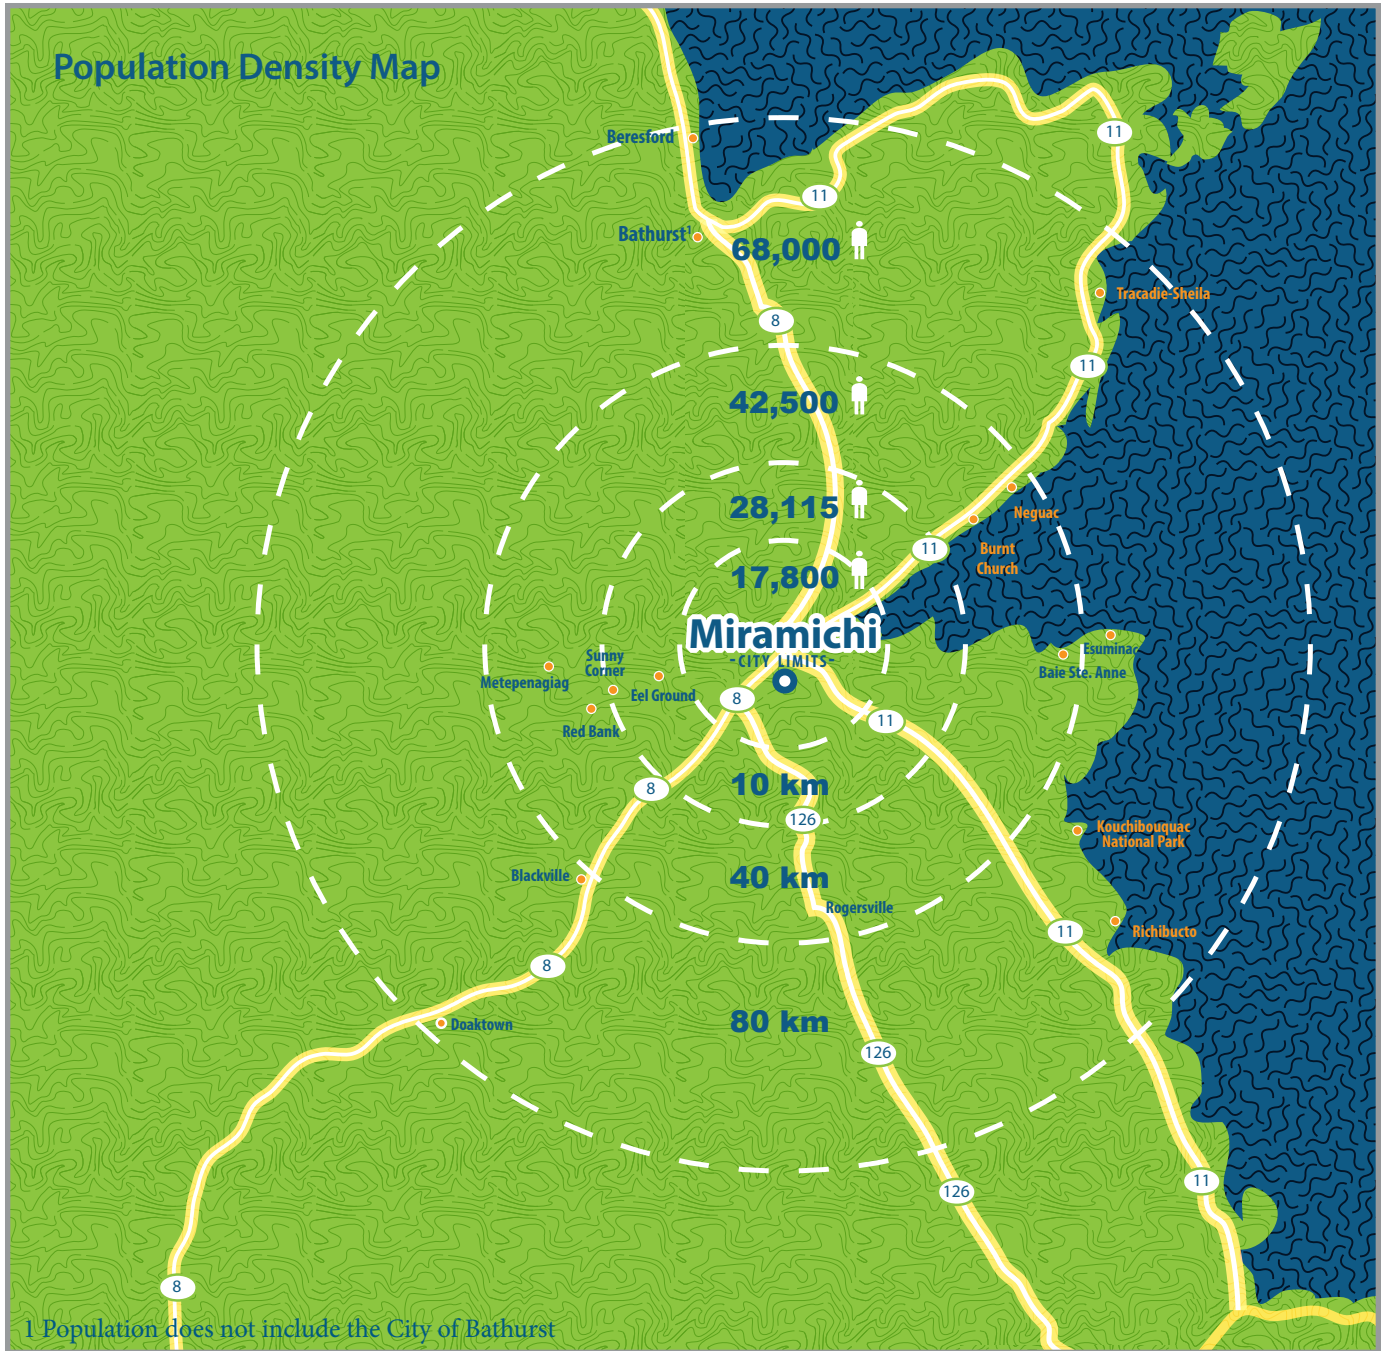 Population Density Map
11
Beresford
11
Bathurst¹
68,000
Tracadie-Sheila
8
11
42,500
Neguac
28,115
11
Burnt
Church
17,800
Miramichi
-CITY LIMITS-
Esuminac
Baie Ste. Anne
Sunny
Corner
Metepenagiag
Eel Ground
Red Bank
8
11
10 km
8
126
Kouchibouquac
National Park
40 km
Blackville
Rogersville
11
Richibucto
8
80 km
Doaktown
126
11
126
8
1 Population does not include the City of Bathurst